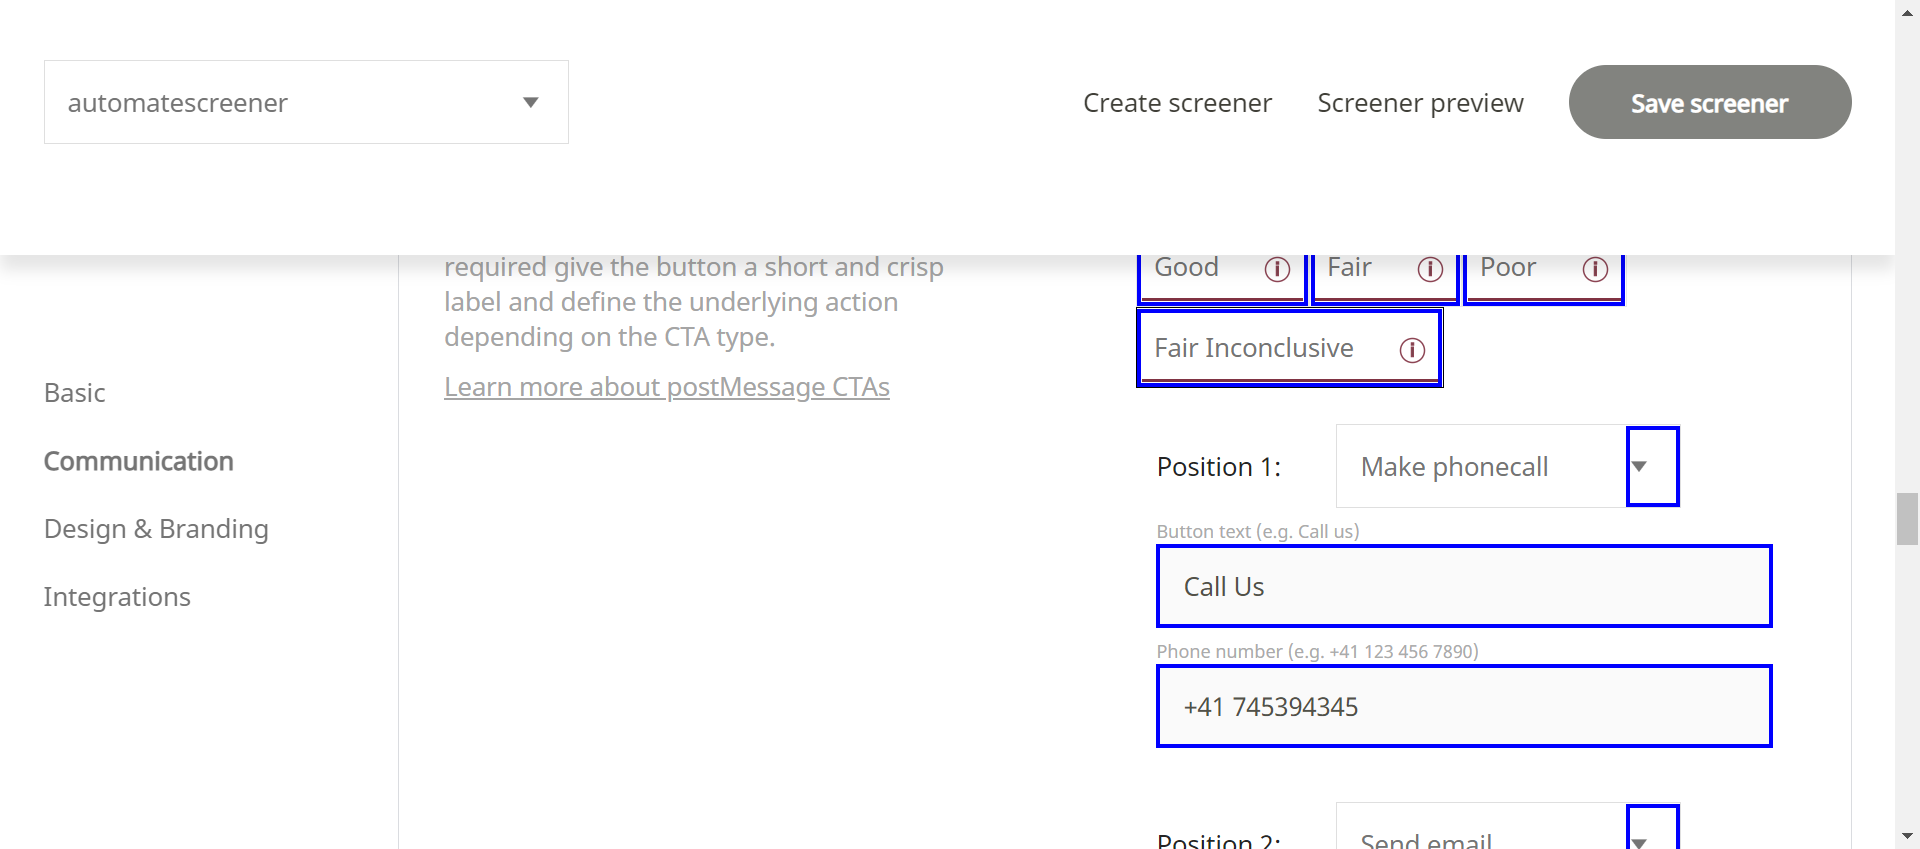 automatescreener
Create screener
Screener preview
Save screener
Basic
Communication
Design & Branding
Integrations
required give the button a short and crisp
label and define the underlying action
depending on the CTA type.
Learn more about postMessage CTAs
Good
Fair
Poor
Fair Inconclusive
Position 1:
Make phonecall
Button text (e.g. Call us)
Call Us
Phone number (e.g. +41 123 456 7890)
+41 745394345
Position 2:
Send email